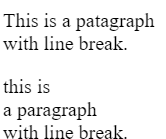 This is a patagraph
with line break.
this is
a paragraph
with line break.